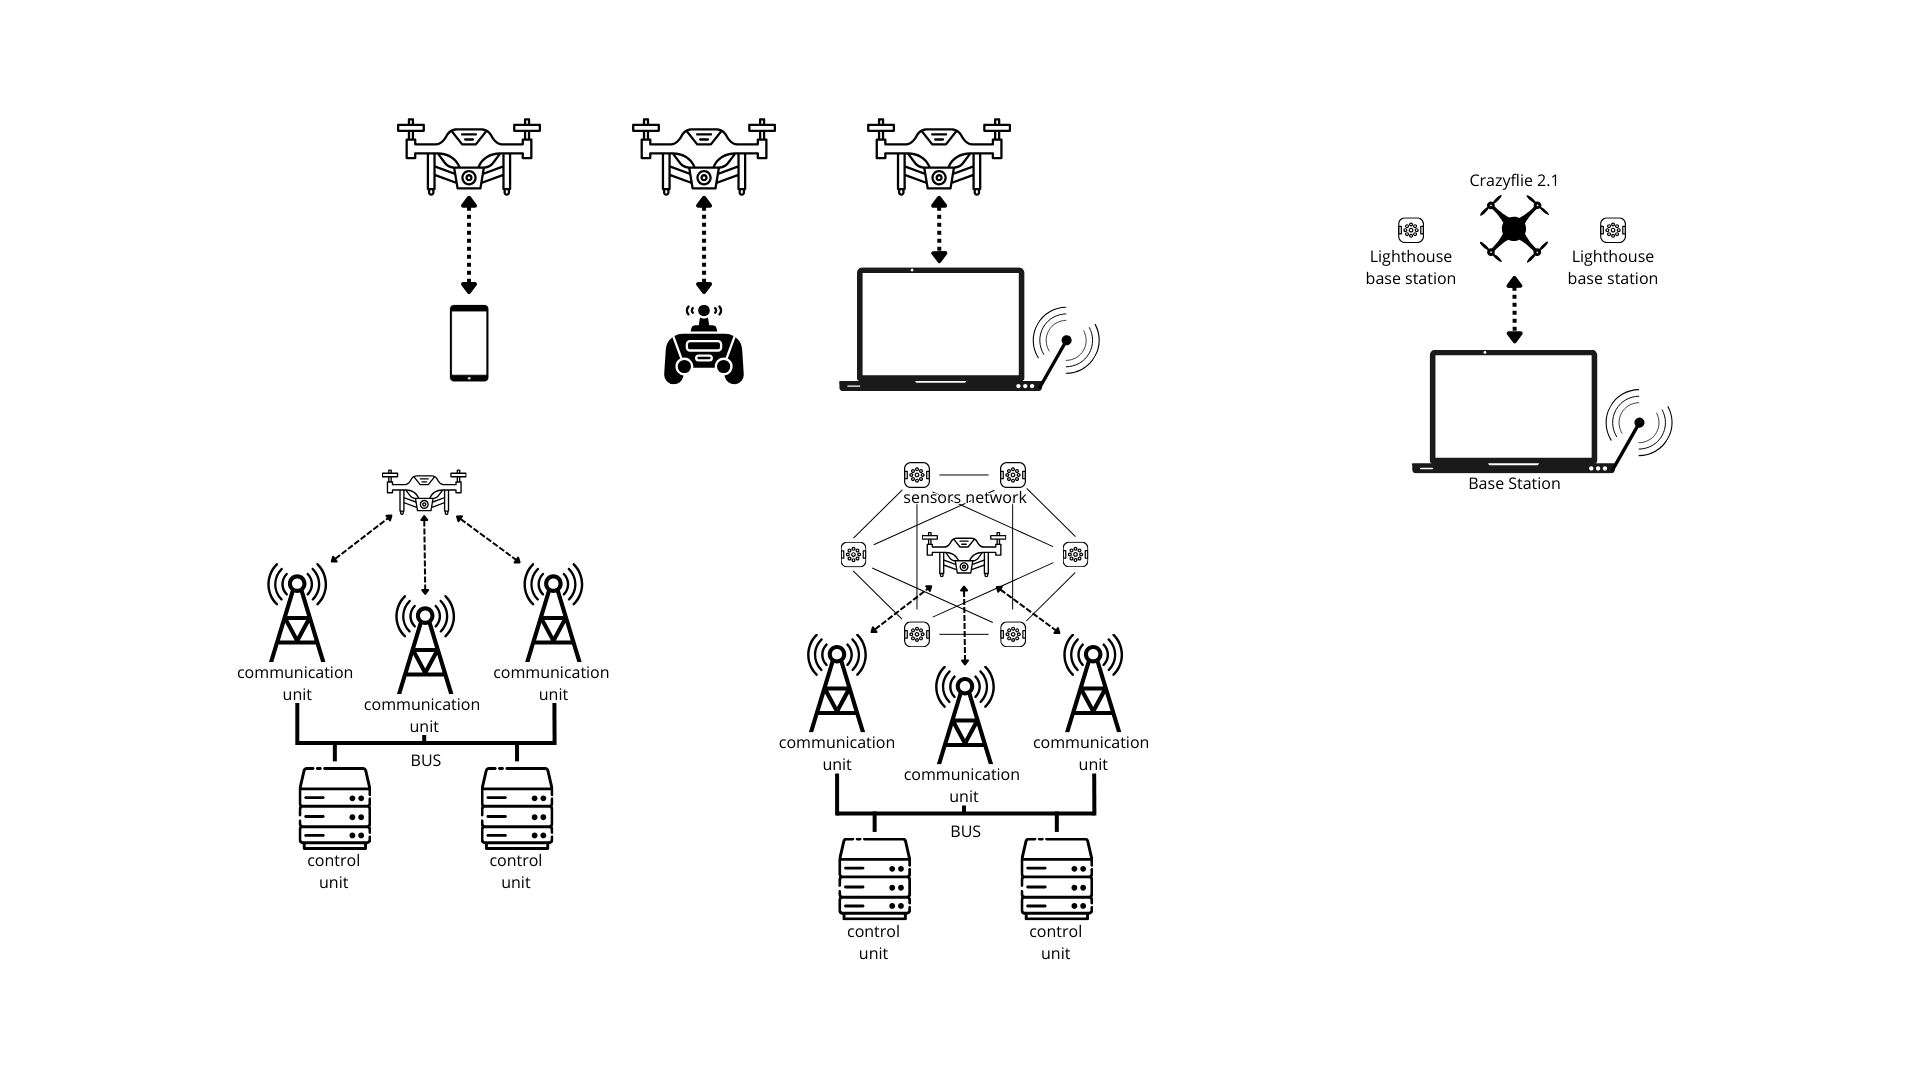 Crazyflie 2.1
Lighthouse
base station
Lighthouse
base station
Base Station
communication
unit
communication
unit
communication
unit
BUS
control
unit
control
unit
sensors network
communication
unit
communication
unit
communication
unit
BUS
control
unit
control
unit